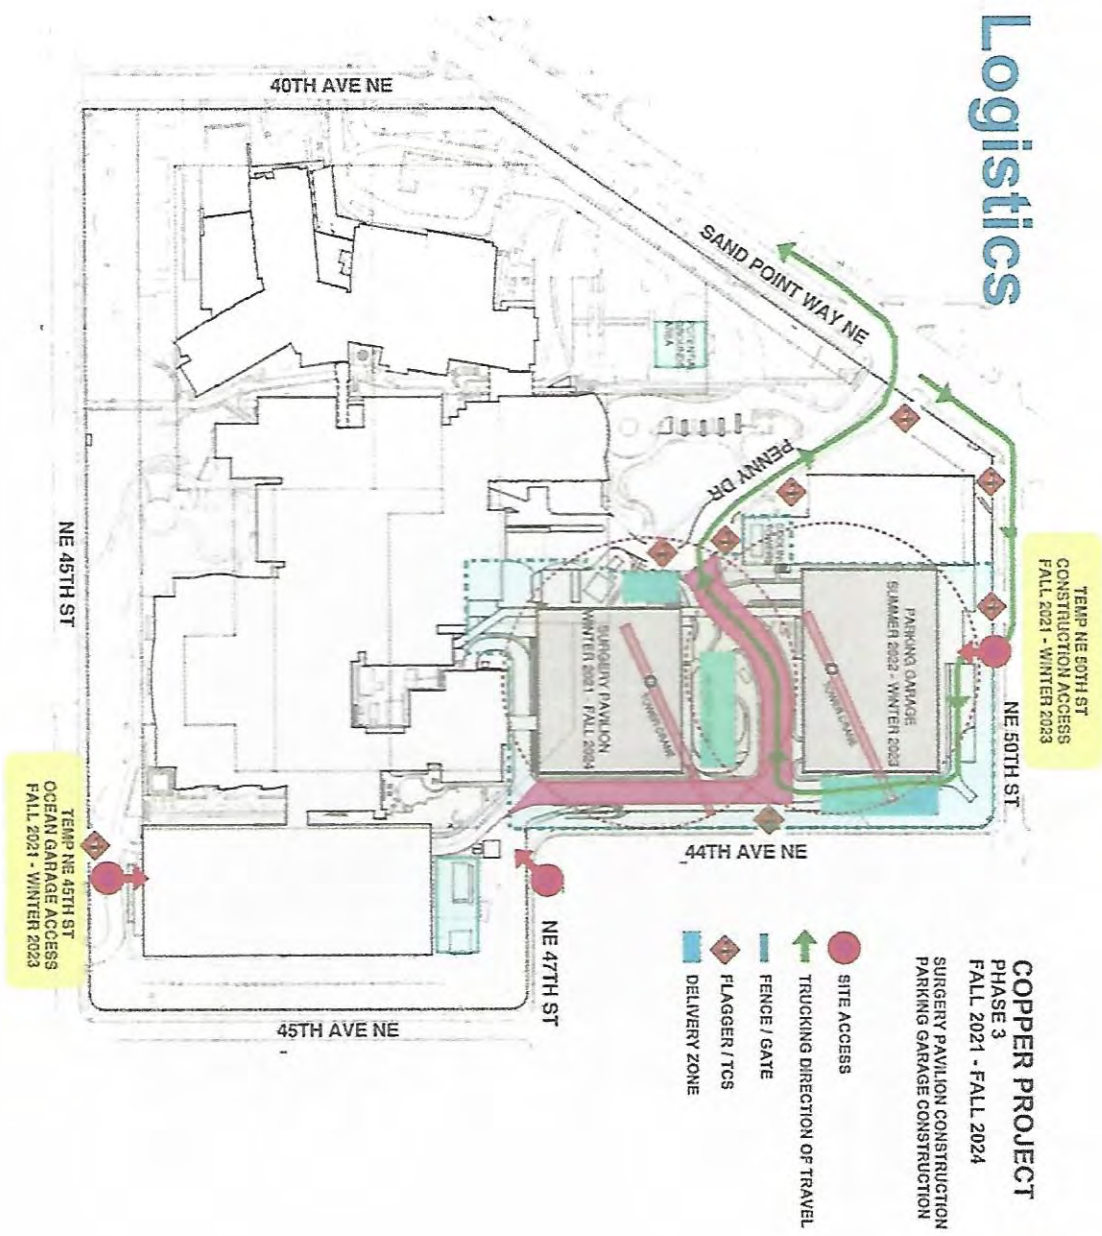 Logistics
COPPER PROJECT
PHASE 3
FALL 2021 - FALL 2024
SURGERY PAVILION CONSTRUCTION
PARKING GARAGE CONSTRUCTION
SITE ACCESS
TRUCKING DIRECTION OF TRAVEL
FENCE / GATE
FLAGGER / TCS
DELIVERY ZONE
TEMP NE 50TH ST
CONSTRUCTION ACCESS
FALL 2021 - WINTER 2023
NE 50TH ST
SAND POINT WAY NE
40TH AVE NE
PENNY DR
PARKING GARAGE
SUMMER 2022 - WINTER 2023
TOWER CRANE
SURGERY PAVILION
WINTER 2021 - FALL 2024
TOWER CRANE
44TH AVE NE
NE 47TH ST
45TH AVE NE
NE 45TH ST
TEMP NE 45TH ST
OCEAN GARAGE ACCESS
FALL 2021 - WINTER 2023